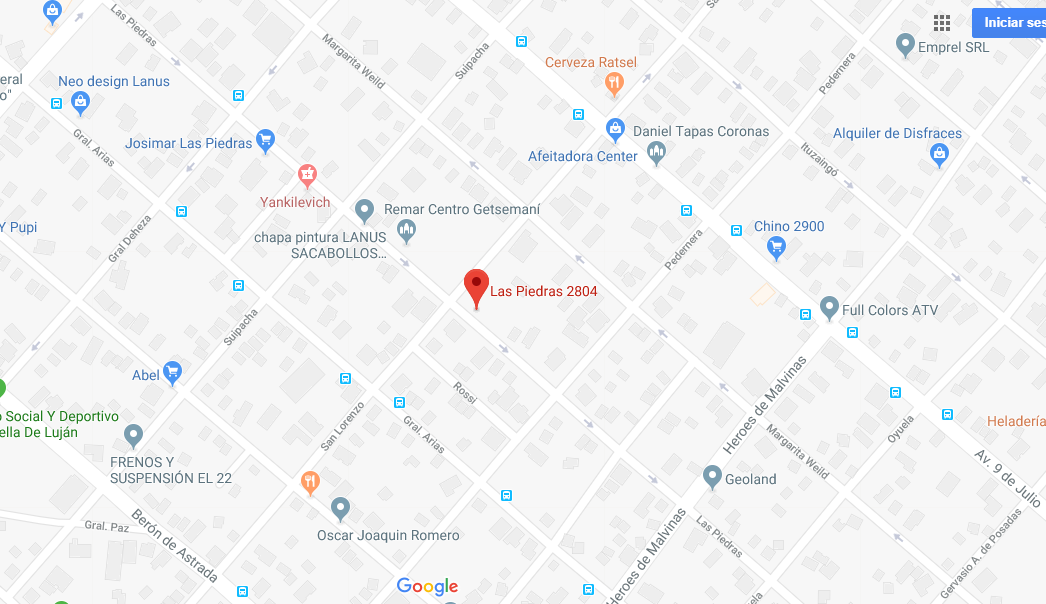 Las Piedras
Iniciar ses
Margarita Weild
Suipacha
Emprel SRL
Cerveza Ratsel
Pedernera
eral
o"
Neo design Lanus
Gral. Arias
Josimar Las Piedras
Daniel Tapas Coronas
Alquiler de Disfraces
Afeitadora Center
Ituzaingó
Yankilevich
Remar Centro Getsemaní
Y Pupi
Gral Deheza
chapa pintura LANUS
SACABOLLOS...
Pedernera
Chino 2900
Las Piedras 2804
Full Colors ATV
Suipacha
Abel
Rossi
Heroes de Malvinas
o Social Y Deportivo
ella De Luján
San Lorenzo
Gral. Arias
Margarita Weild
Oyuela
Heladería
FRENOS Y
SUSPENSIÓN EL 22
Geoland
Av. 9 de Julio
Berón de Astrada
Gral. Paz
Oscar Joaquin Romero
Las Piedras
Heroes de Malvinas
Gervasio A. de Posadas
Google